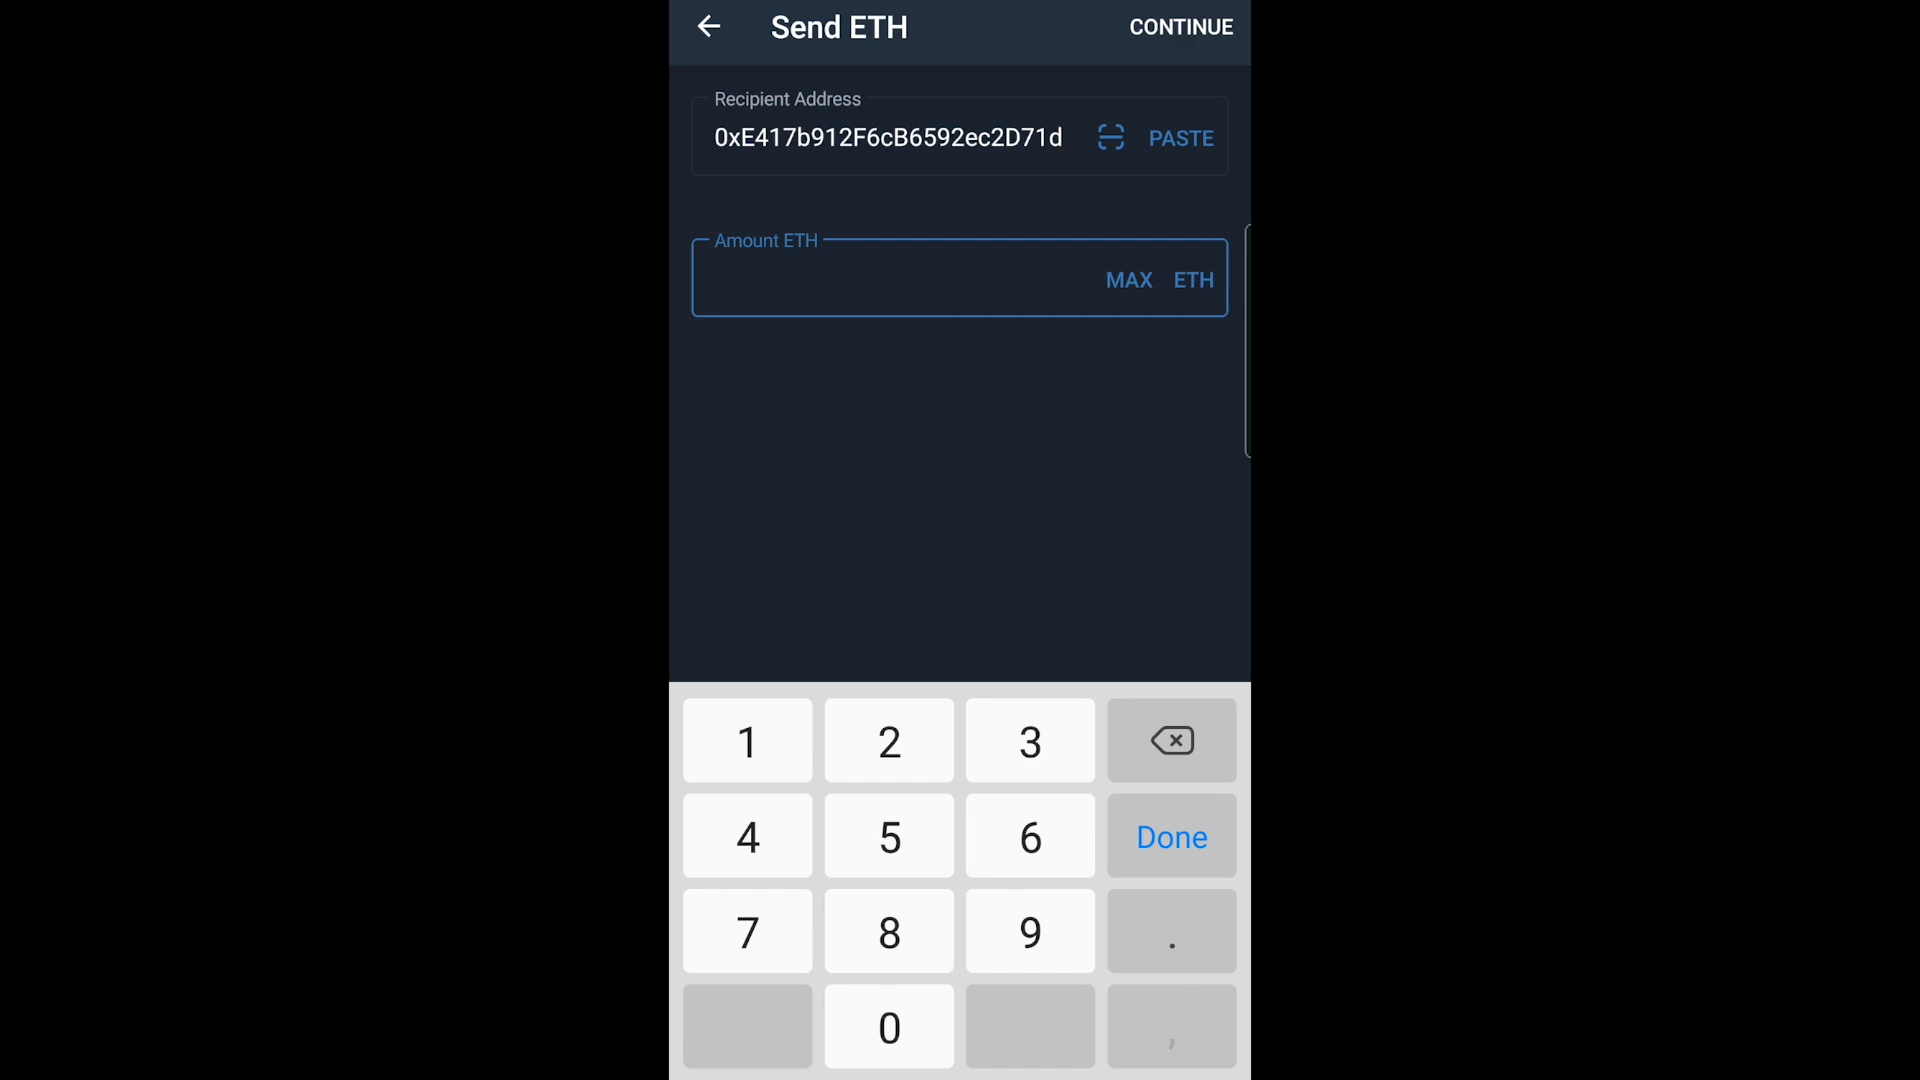 Send ETH
CONTINUE
Recipient Address
0xE417b912F6cB6592ec2D71d
PASTE
Amount ETH
MAX ETH
1 2 3
4 5 6 Done
7 8 9 .
0 ,